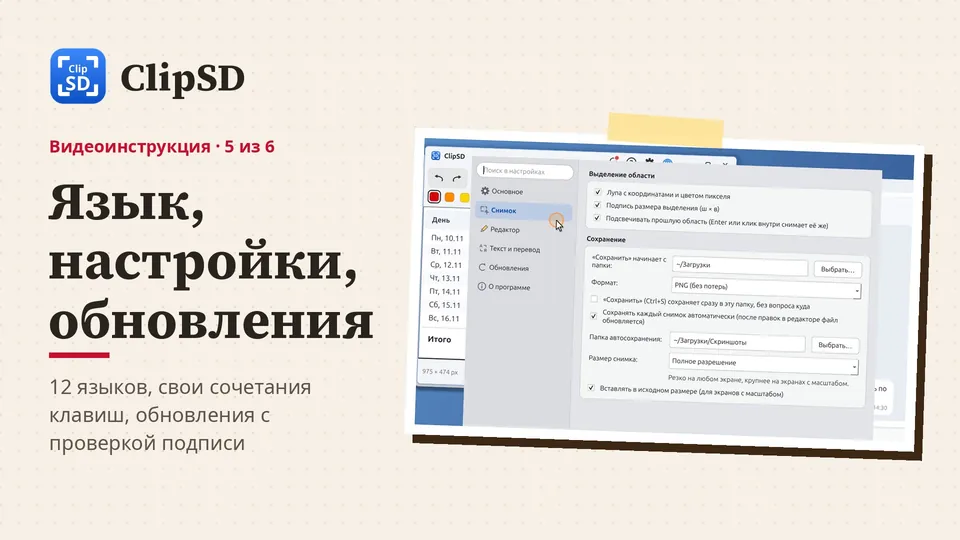 Clip
SD
ClipSD
Видеоинструкция · 5 из 6
Язык,
настройки,
обновления
12 языков, свои сочетания
клавиш, обновления с
проверкой подписи
ClipSD
День
Пн, 10.11
Вт, 11.11
Ср, 12.11
Чт, 13.11
Пт, 14.11
Сб, 15.11
Вс, 16.11
Итого
975 × 474 px
Поиск в настройках
Основное
Снимок
Редактор
Текст и перевод
Обновления
О программе
Выделение области
Лупа с координатами и цветом пикселя
Подпись размера выделения (ш × в)
Подсвечивать прошлую область (Enter или клик внутри снимает её же)
Сохранение
«Сохранить» начинает с
папки:
~/Загрузки
Выбрать...
Формат:
PNG (без потерь)
«Сохранить» (Ctrl+S) сохраняет сразу в эту папку, без вопроса куда
Сохранять каждый снимок автоматически (после правок в редакторе файл
обновляется)
Папка автосохранения:
~/Загрузки/Скриншоты
Выбрать...
Размер снимка:
Полное разрешение
Резко на любом экране, крупнее на экранах с масштабом.
Вставлять в исходном размере (для экранов с масштабом)